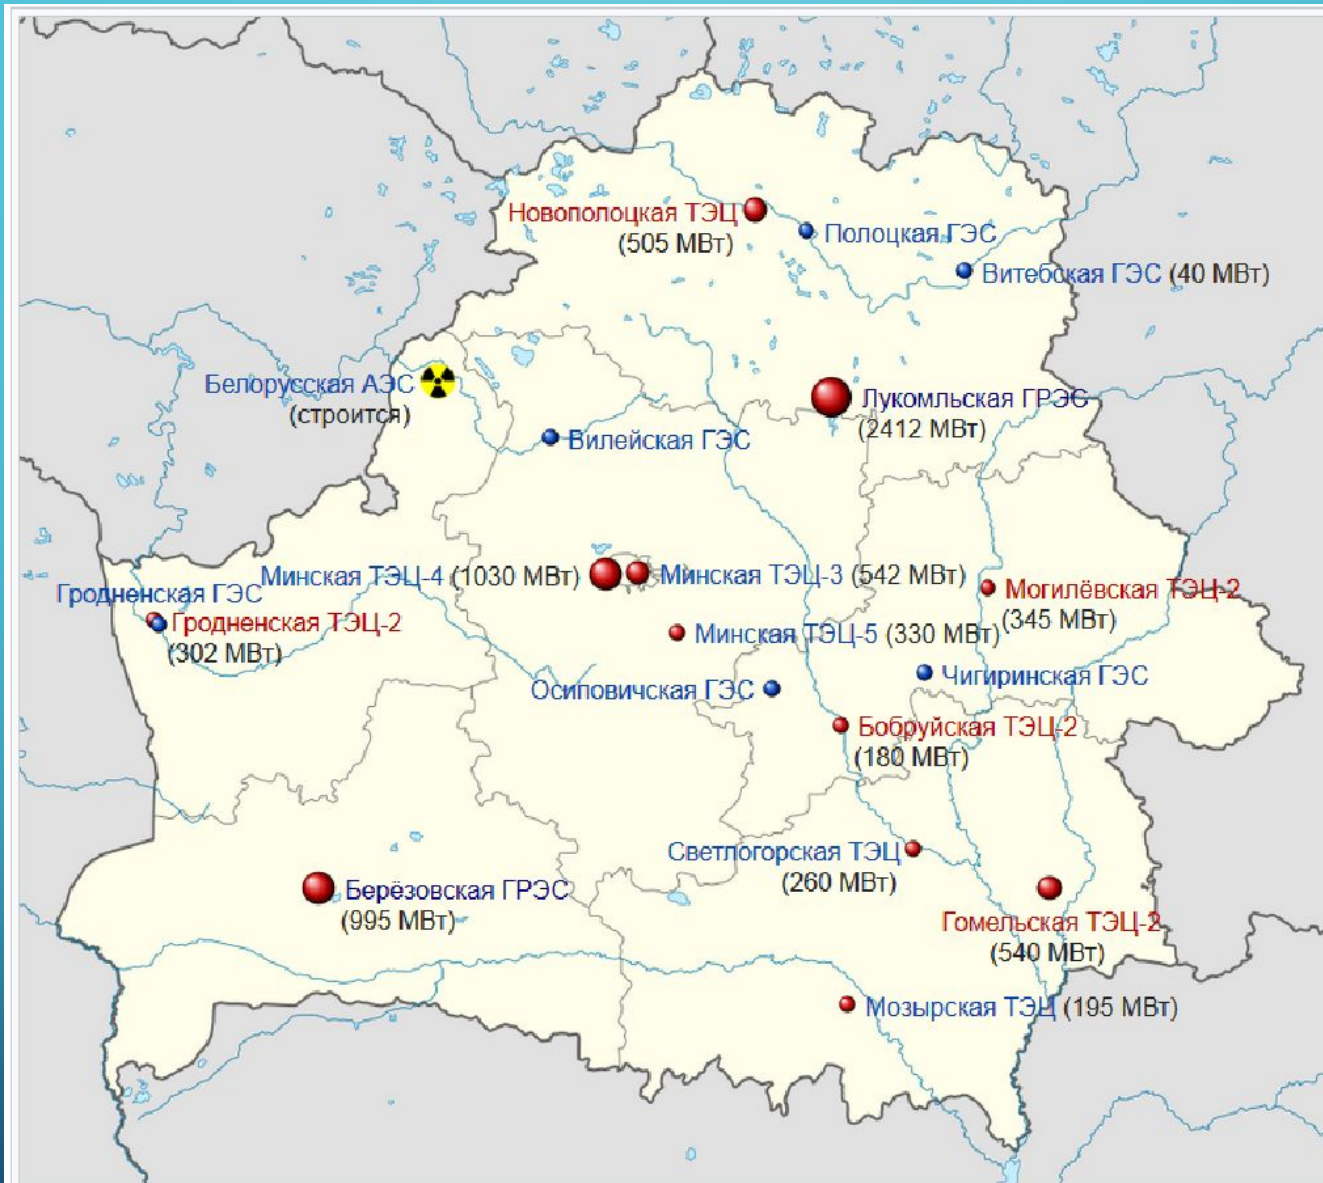 Новополоцкая ТЭЦ
(505 МВт)
Полоцкая ГЭС
Витебская ГЭС (40 МВт)
Белорусская АЭС
(строится)
Лукомльская ГРЭС
(2412 МВт)
Вилейская ГЭС
Минская ТЭЦ-4 (1030 МВт)
Минская ТЭЦ-3 (542 МВт)
Могилёвская ТЭЦ-2
(345 МВт)
Гродненская ГЭС
Гродненская ТЭЦ-2
(302 МВт)
Минская ТЭЦ-5 (330 МВт)
Чигиринская ГЭС
Осиповичская ГЭС
Бобруйская ТЭЦ-2
(180 МВт)
Светлогорская ТЭЦ
(260 МВт)
Берёзовская ГРЭС
(995 МВт)
Гомельская ТЭЦ-2
(540 МВт)
Мозырская ТЭЦ (195 МВт)